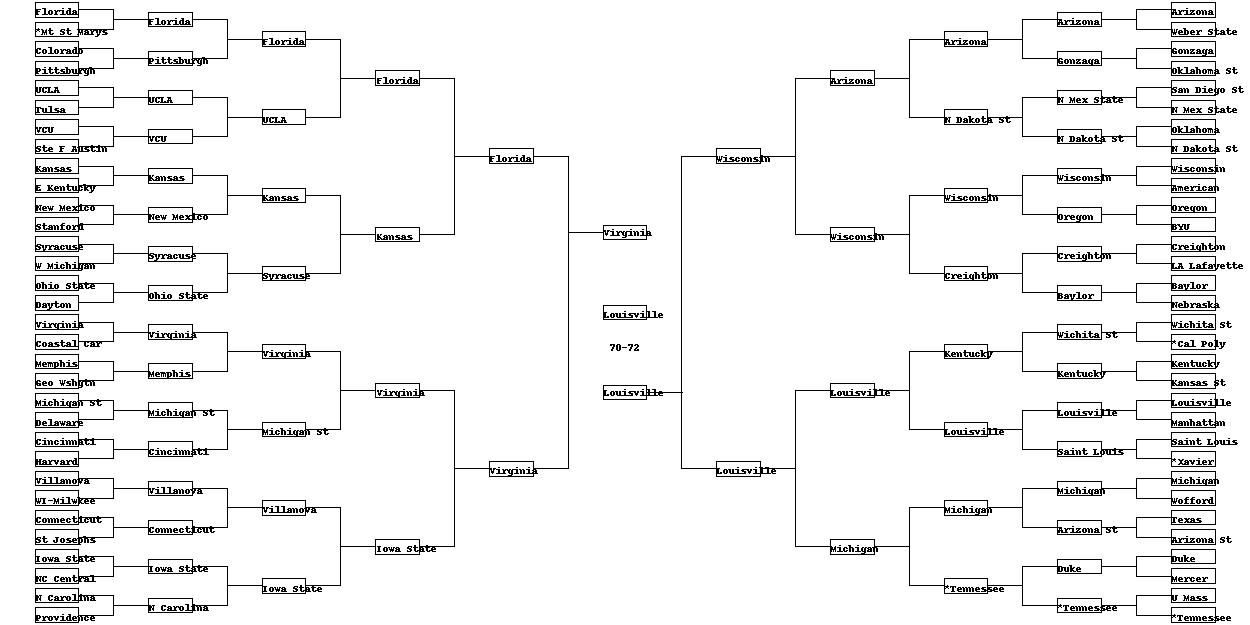 Florida
*Mt St Marys
Colorado
Pittsburgh
UCLA
Tulsa
VCU
Ste F Austin
Kansas
E Kentucky
New Mexico
Stanford
Syracuse
W Michigan
Ohio State
Dayton
Virginia
Coastal Car
Memphis
Geo Wshgtn
Michigan St
Delaware
Cincinnati
Harvard
Villanova
WI-Milwkee
Connecticut
St Josephs
Iowa State
NC Central
N Carolina
Providence
Florida
Pittsburgh
UCLA
VCU
Kansas
New Mexico
Syracuse
Ohio State
Virginia
Memphis
Michigan St
Cincinnati
Villanova
Connecticut
Iowa State
N Carolina
Florida
UCLA
Kansas
Syracuse
Virginia
Michigan St
Villanova
Iowa State
Florida
Kansas
Virginia
Iowa State
Florida
Virginia
Virginia
Louisville
70-72
Louisville
Wisconsin
Louisville
Arizona
Wisconsin
Louisville
Michigan
Arizona
N Dakota St
Wisconsin
Creighton
Kentucky
Louisville
Michigan
*Tennessee
Arizona
Gonzaga
N Mex State
N Dakota St
Wisconsin
Oregon
Creighton
Baylor
Wichita St
Kentucky
Louisville
Saint Louis
Michigan
Arizona St
Duke
*Tennessee
Arizona
Weber State
Gonzaga
Oklahoma St
San Diego St
N Mex State
Oklahoma
N Dakota St
Wisconsin
American
Oregon
BYU
Creighton
LA Lafayette
Baylor
Nebraska
Wichita St
*Cal Poly
Kentucky
Kansas St
Louisville
Manhattan
Saint Louis
*Xavier
Michigan
Wofford
Texas
Arizona St
Duke
Mercer
U Mass
*Tennessee